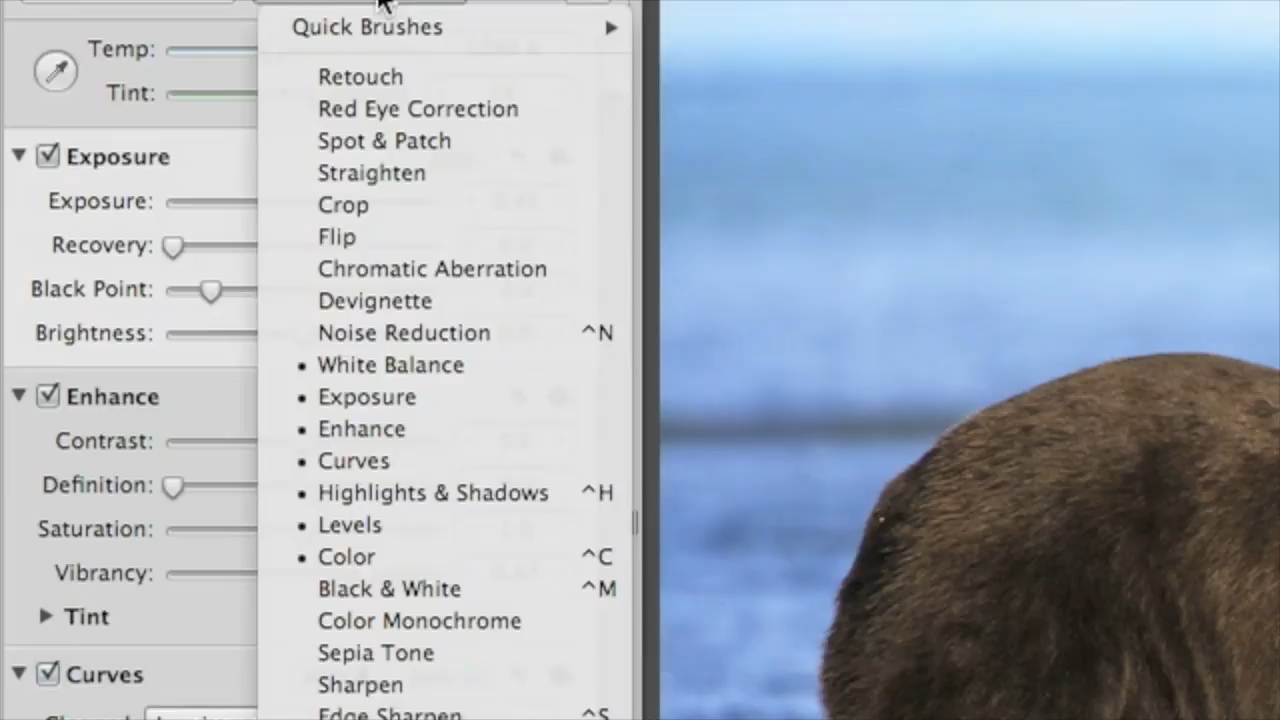 Quick Brushes
Temp:
Tint:
Exposure
Exposure:
Recovery:
Black Point:
Brightness:
Enhance
Contrast:
Definition:
Saturation:
Vibrancy:
Tint
Curves
Retouch
Red Eye Correction
Spot & Patch
Straighten
Crop
Flip
Chromatic Aberration
Devignette
Noise Reduction ^N
• White Balance
• Exposure
• Enhance
• Curves
• Highlights & Shadows ^H
• Levels
• Color ^C
Black & White ^M
Color Monochrome
Sepia Tone
Sharpen
Edge Sharpen ^S